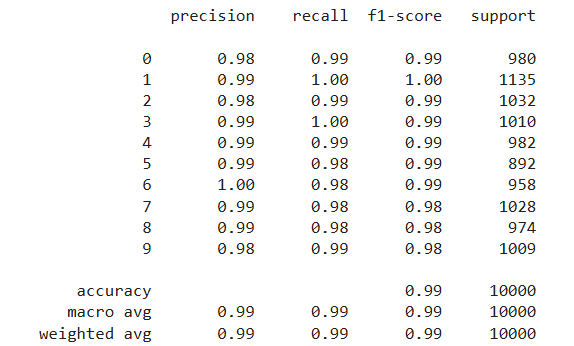 precision recall f1-score support
0 0.98 0.99 0.99 980
1 0.99 1.00 1.00 1135
2 0.98 0.99 0.99 1032
3 0.99 1.00 0.99 1010
4 0.99 0.99 0.99 982
5 0.99 0.98 0.99 892
6 1.00 0.98 0.99 958
7 0.99 0.98 0.98 1028
8 0.99 0.98 0.98 974
9 0.98 0.99 0.98 1009
accuracy 0.99 10000
macro avg 0.99 0.99 0.99 10000
weighted avg 0.99 0.99 0.99 10000